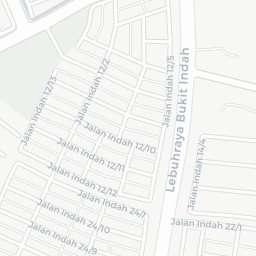 Jalan Indah 12/2
Jalan Indah 12/5
Lebuhraya Bukit Indah
Jalan Indah 12/13
Jalan Indah 12/10
Jalan Indah 14/4
Jalan Indah 12/11
Jalan Indah 12/12
Jalan Indah 24/7
Jalan Indah 24/10
Jalan Indah 22/1
Jalan Indah 24/9